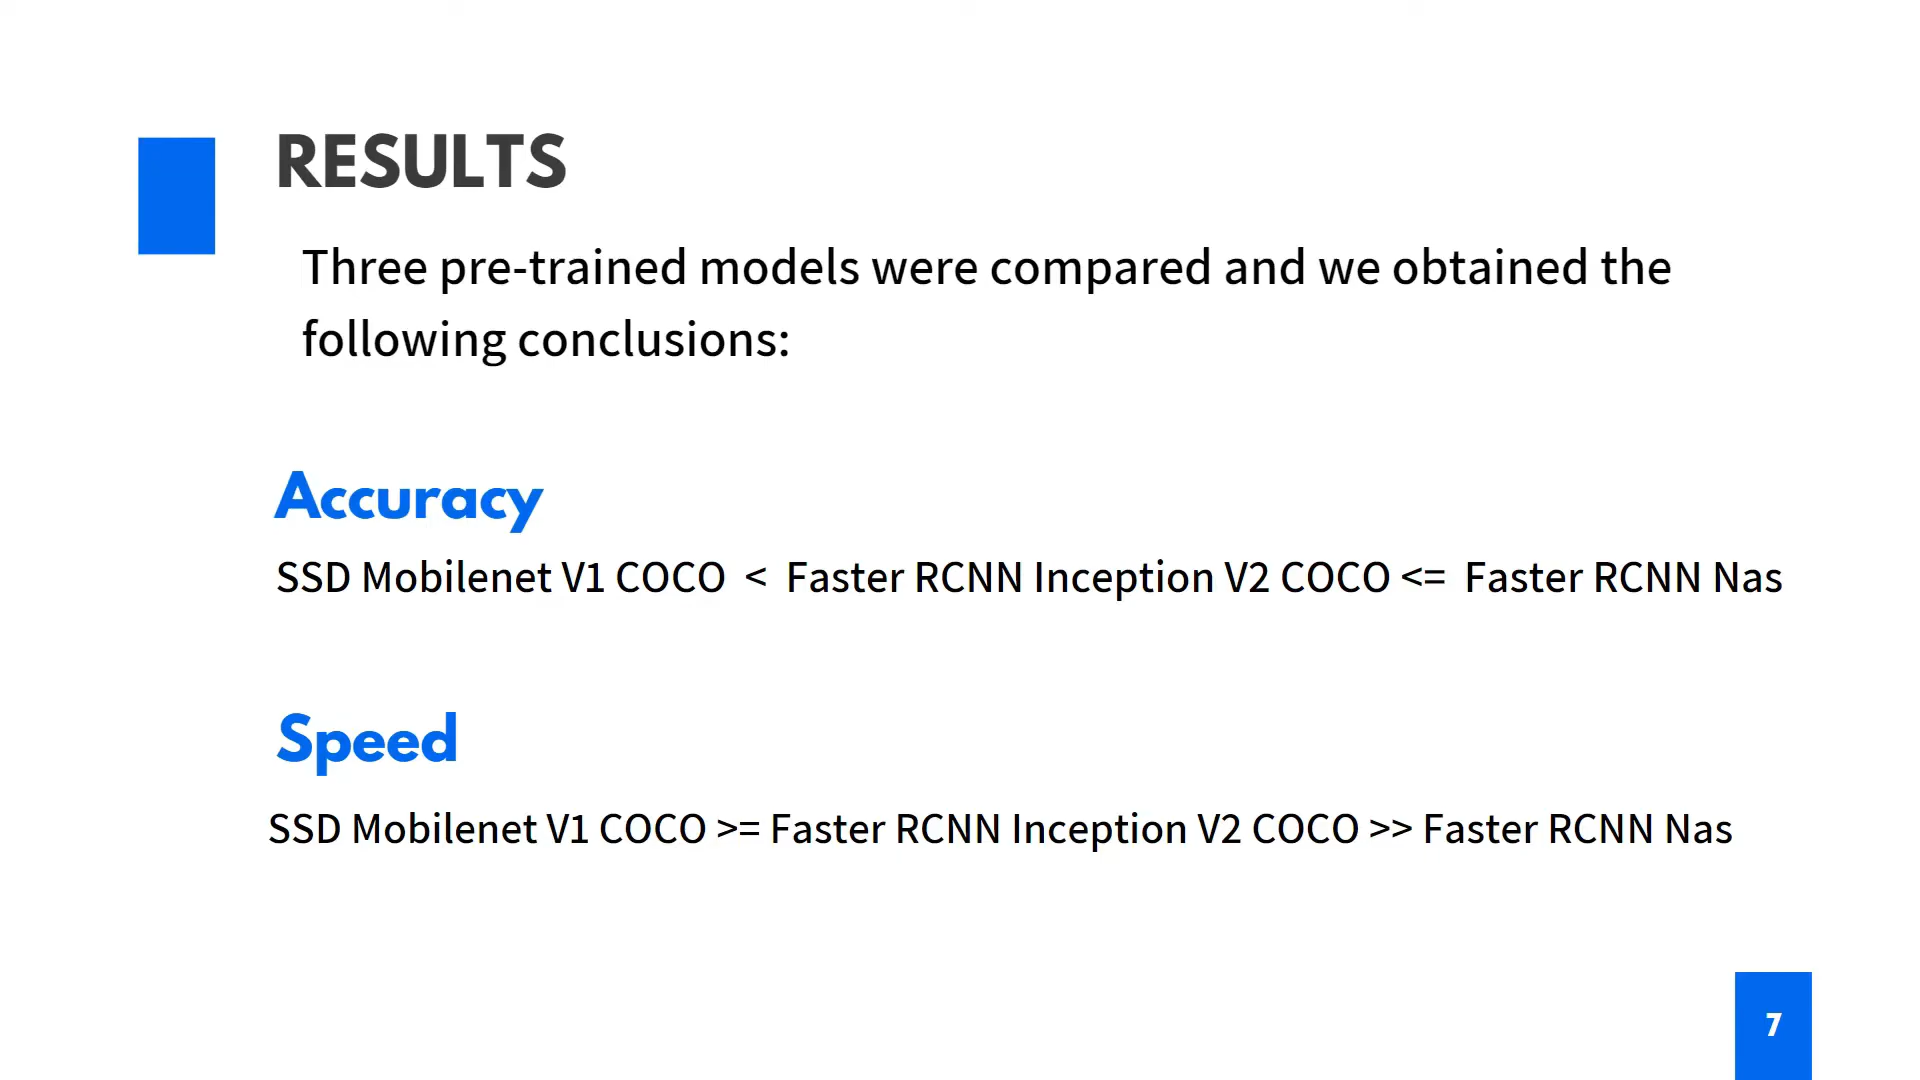 RESULTS
Three pre-trained models were compared and we obtained the
following conclusions:
Accuracy
SSD Mobilenet V1 COCO < Faster RCNN Inception V2 COCO <= Faster RCNN Nas
Speed
SSD Mobilenet V1 COCO >= Faster RCNN Inception V2 COCO >> Faster RCNN Nas
7